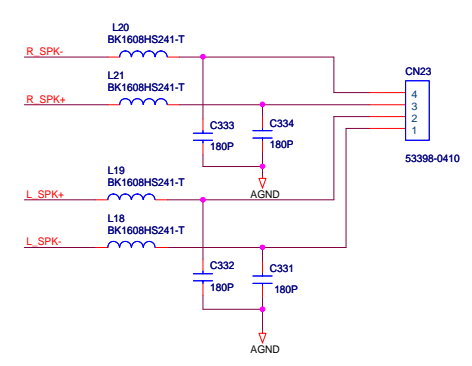 L20
BK1608HS241-T
R_SPK-
L21
BK1608HS241-T
R_SPK+
CN23
4
3
2
1
53398-0410
C333
180P
C334
180P
AGND
L19
BK1608HS241-T
L_SPK+
L18
BK1608HS241-T
L_SPK-
C332
180P
C331
180P
AGND